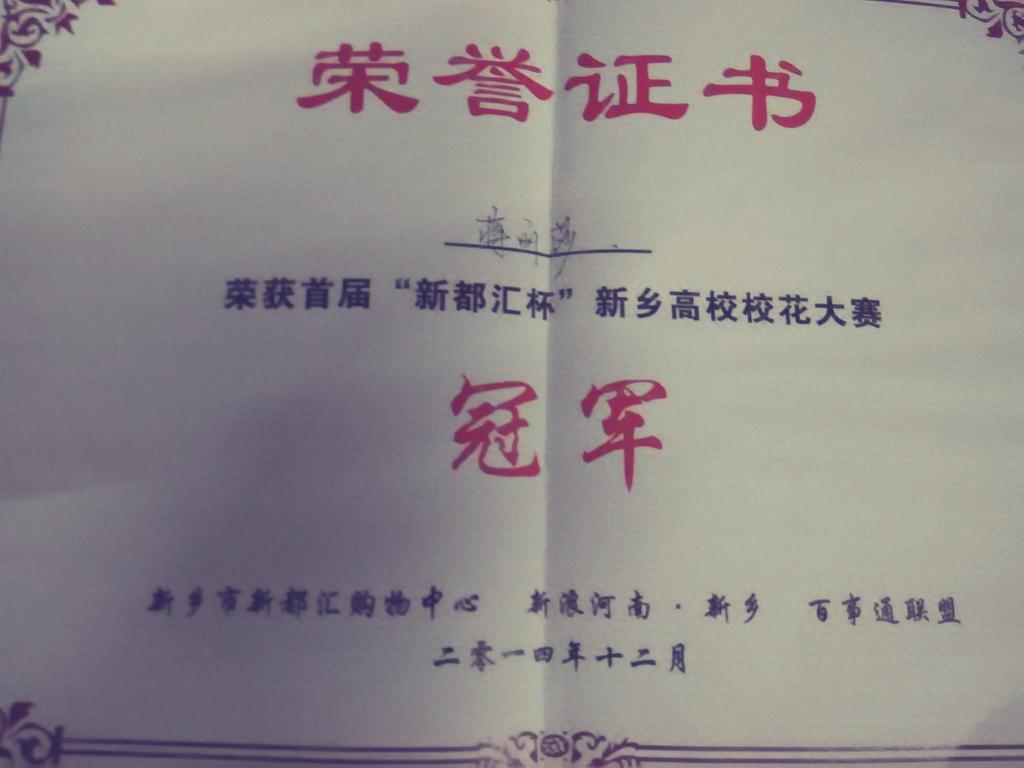 荣誉证书
荣获首届“新都汇杯”新乡高校校花大赛
冠军
新乡市新都汇购物中心 新浪河南·新乡 百事通联盟
二零一四年十二月